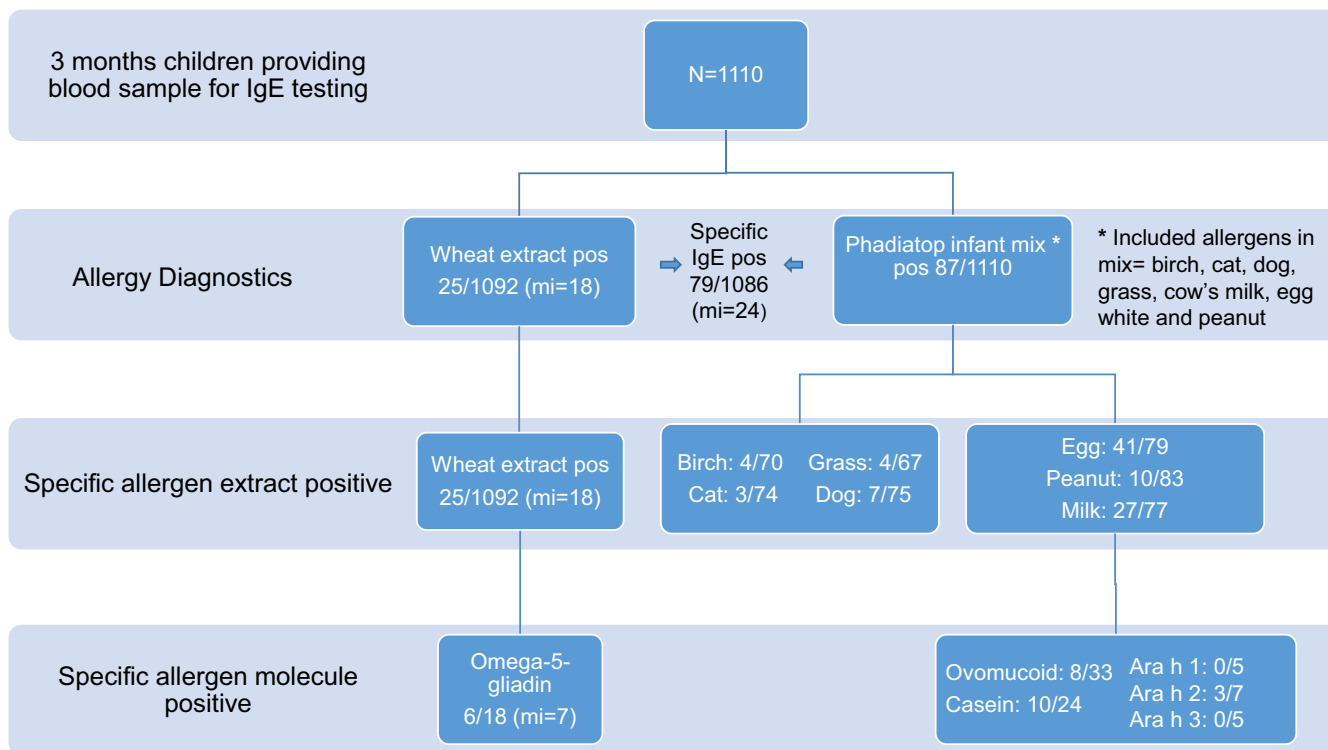 3 months children providing
blood sample for IgE testing
N=1110
Allergy Diagnostics
Wheat extract pos
25/1092 (mi=18)
Specific
IgE pos
79/1086
(mi=24)
Phadiatop infant mix *
pos 87/1110
* Included allergens in
mix= birch, cat, dog,
grass, cow's milk, egg
white and peanut
Specific allergen extract positive
Wheat extract pos
25/1092 (mi=18)
Birch: 4/70 Grass: 4/67
Cat: 3/74 Dog: 7/75
Egg: 41/79
Peanut: 10/83
Milk: 27/77
Specific allergen molecule
positive
Omega-5-
gliadin
6/18 (mi=7)
Ovomucoid: 8/33
Casein: 10/24
Ara h 1: 0/5
Ara h 2: 3/7
Ara h 3: 0/5